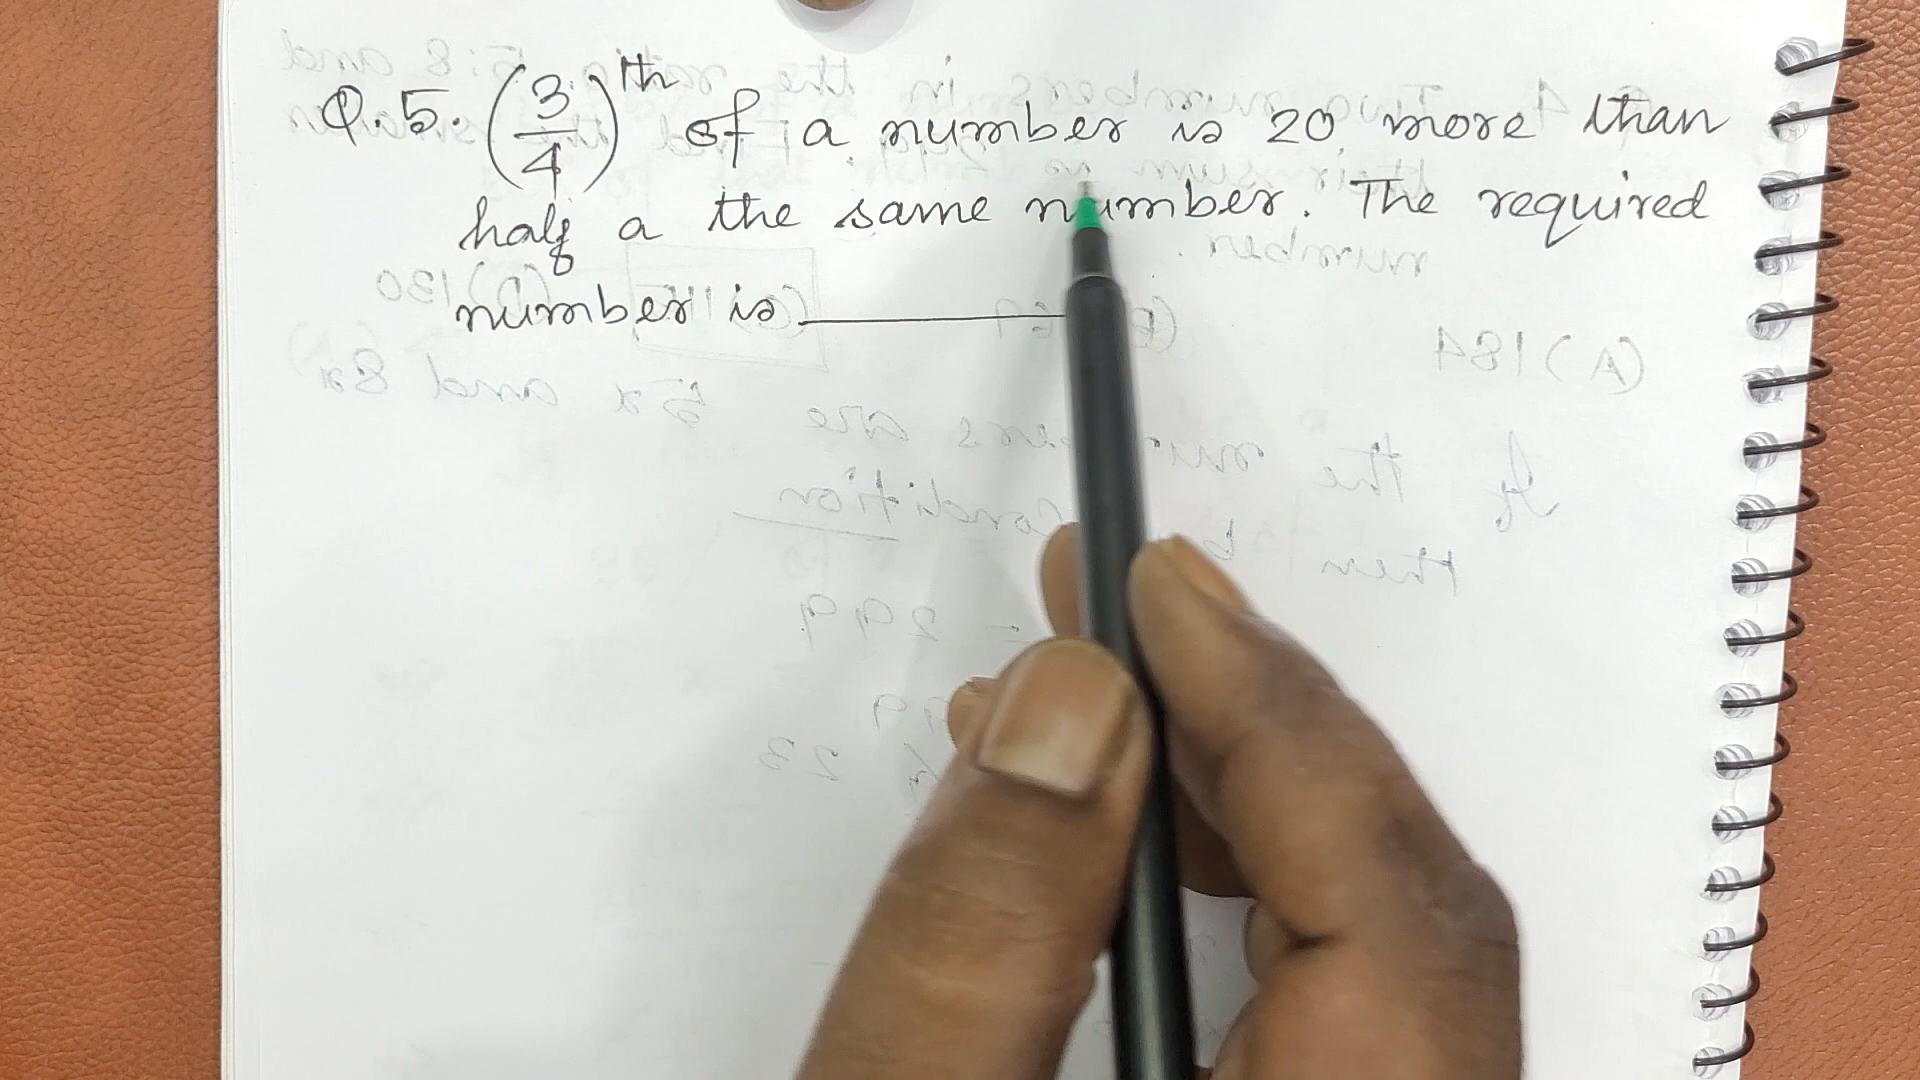 Q.5. (3/4)th of a number is 20 more than
half a the same number. The required
number is ________